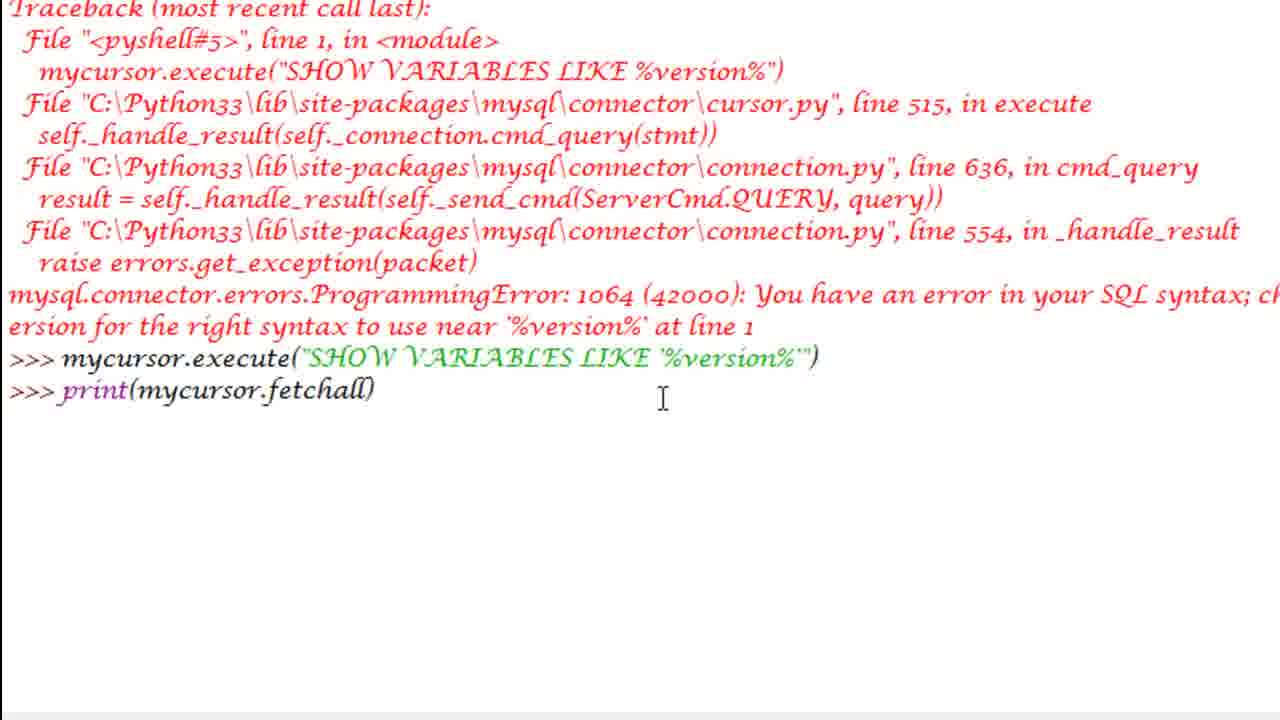 Traceback (most recent call last):
File "<pyshell#5>", line 1, in <module>
mycursor.execute("SHOW VARIABLES LIKE %version%")
File "C:\Python33\lib\site-packages\mysql\connector\cursor.py", line 515, in execute
self._handle_result(self._connection.cmd_query(stmt))
File "C:\Python33\lib\site-packages\mysql\connector\connection.py", line 636, in cmd_query
result = self._handle_result(self._send_cmd(ServerCmd.QUERY, query))
File "C:\Python33\lib\site-packages\mysql\connector\connection.py", line 554, in _handle_result
raise errors.get_exception(packet)
mysql.connector.errors.ProgrammingError: 1064 (42000): You have an error in your SQL syntax; ch
ersion for the right syntax to use near '%version%' at line 1
>>> mycursor.execute("SHOW VARIABLES LIKE '%version%'")
>>> print(mycursor.fetchall)